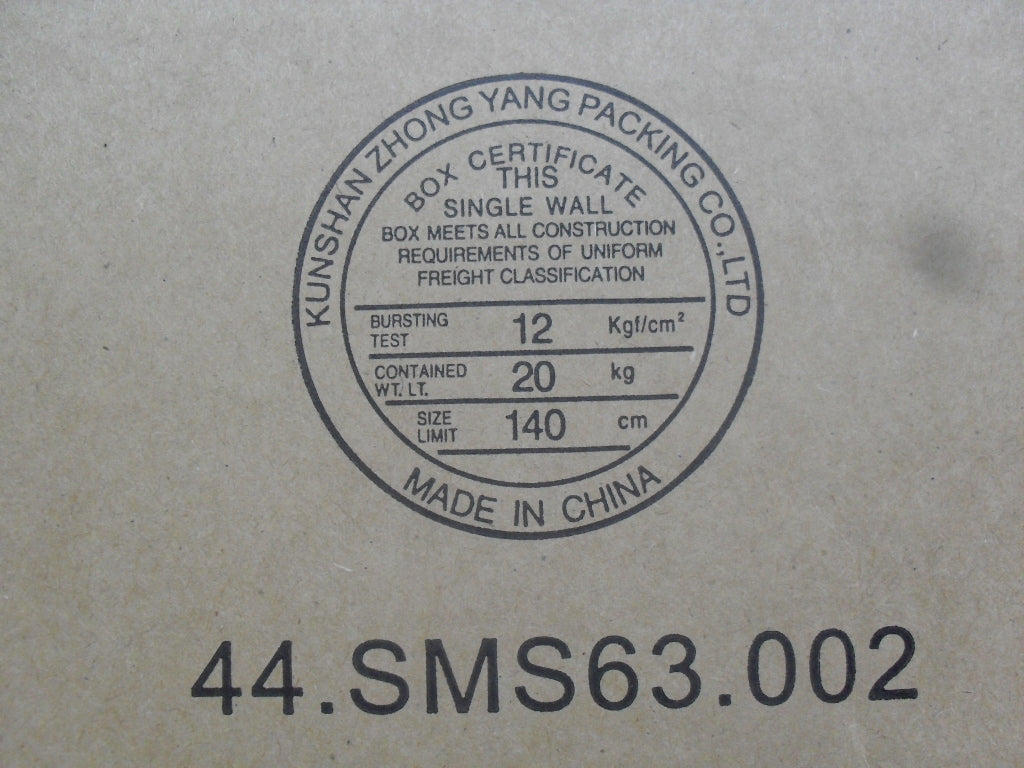 KUNSHAN ZHONG YANG PACKING CO.,LTD
BOX CERTIFICATE
THIS
SINGLE WALL
BOX MEETS ALL CONSTRUCTION
REQUIREMENTS OF UNIFORM
FREIGHT CLASSIFICATION
BURSTING TEST 12 Kgf/cm²
CONTAINED WT. LT. 20 kg
SIZE LIMIT 140 cm
MADE IN CHINA
44.SMS63.002